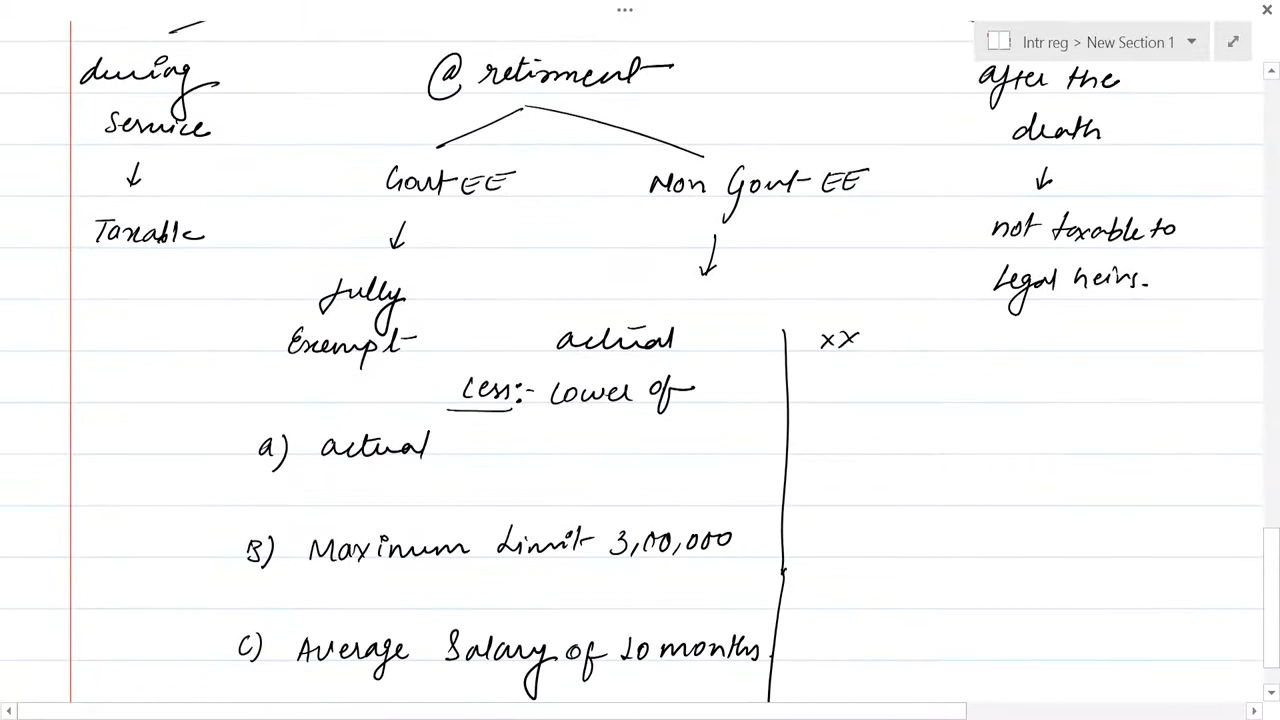 Intr reg > New Section 1
during
service
↓
Taxable
@ retirment
Govt EE
↓
fully
Exempt
Non Govt EE
↓
actual
xx
Less:- Lower of
a) actual
B) Maximum Limit 3,00,000
C) Average Salary of 10 months.
after the
death
↓
not taxable to
Legal heirs.